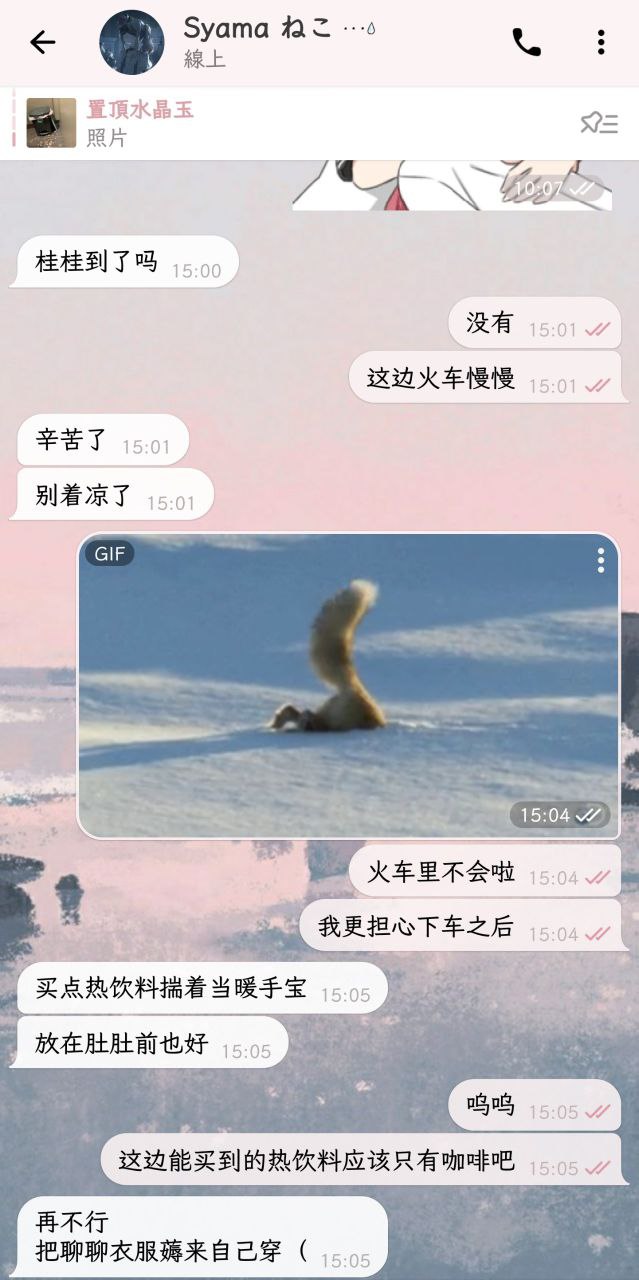 Syama ねこ …💧
線上
置頂水晶玉
照片
10:07
桂桂到了吗 15:00
没有 15:01
这边火车慢慢 15:01
辛苦了 15:01
别着凉了 15:01
GIF
15:04
火车里不会啦 15:04
我更担心下车之后 15:04
买点热饮料揣着当暖手宝 15:05
放在肚肚前也好 15:05
呜呜 15:05
这边能买到的热饮料应该只有咖啡吧 15:05
再不行
把聊聊衣服薅来自己穿（ 15:05